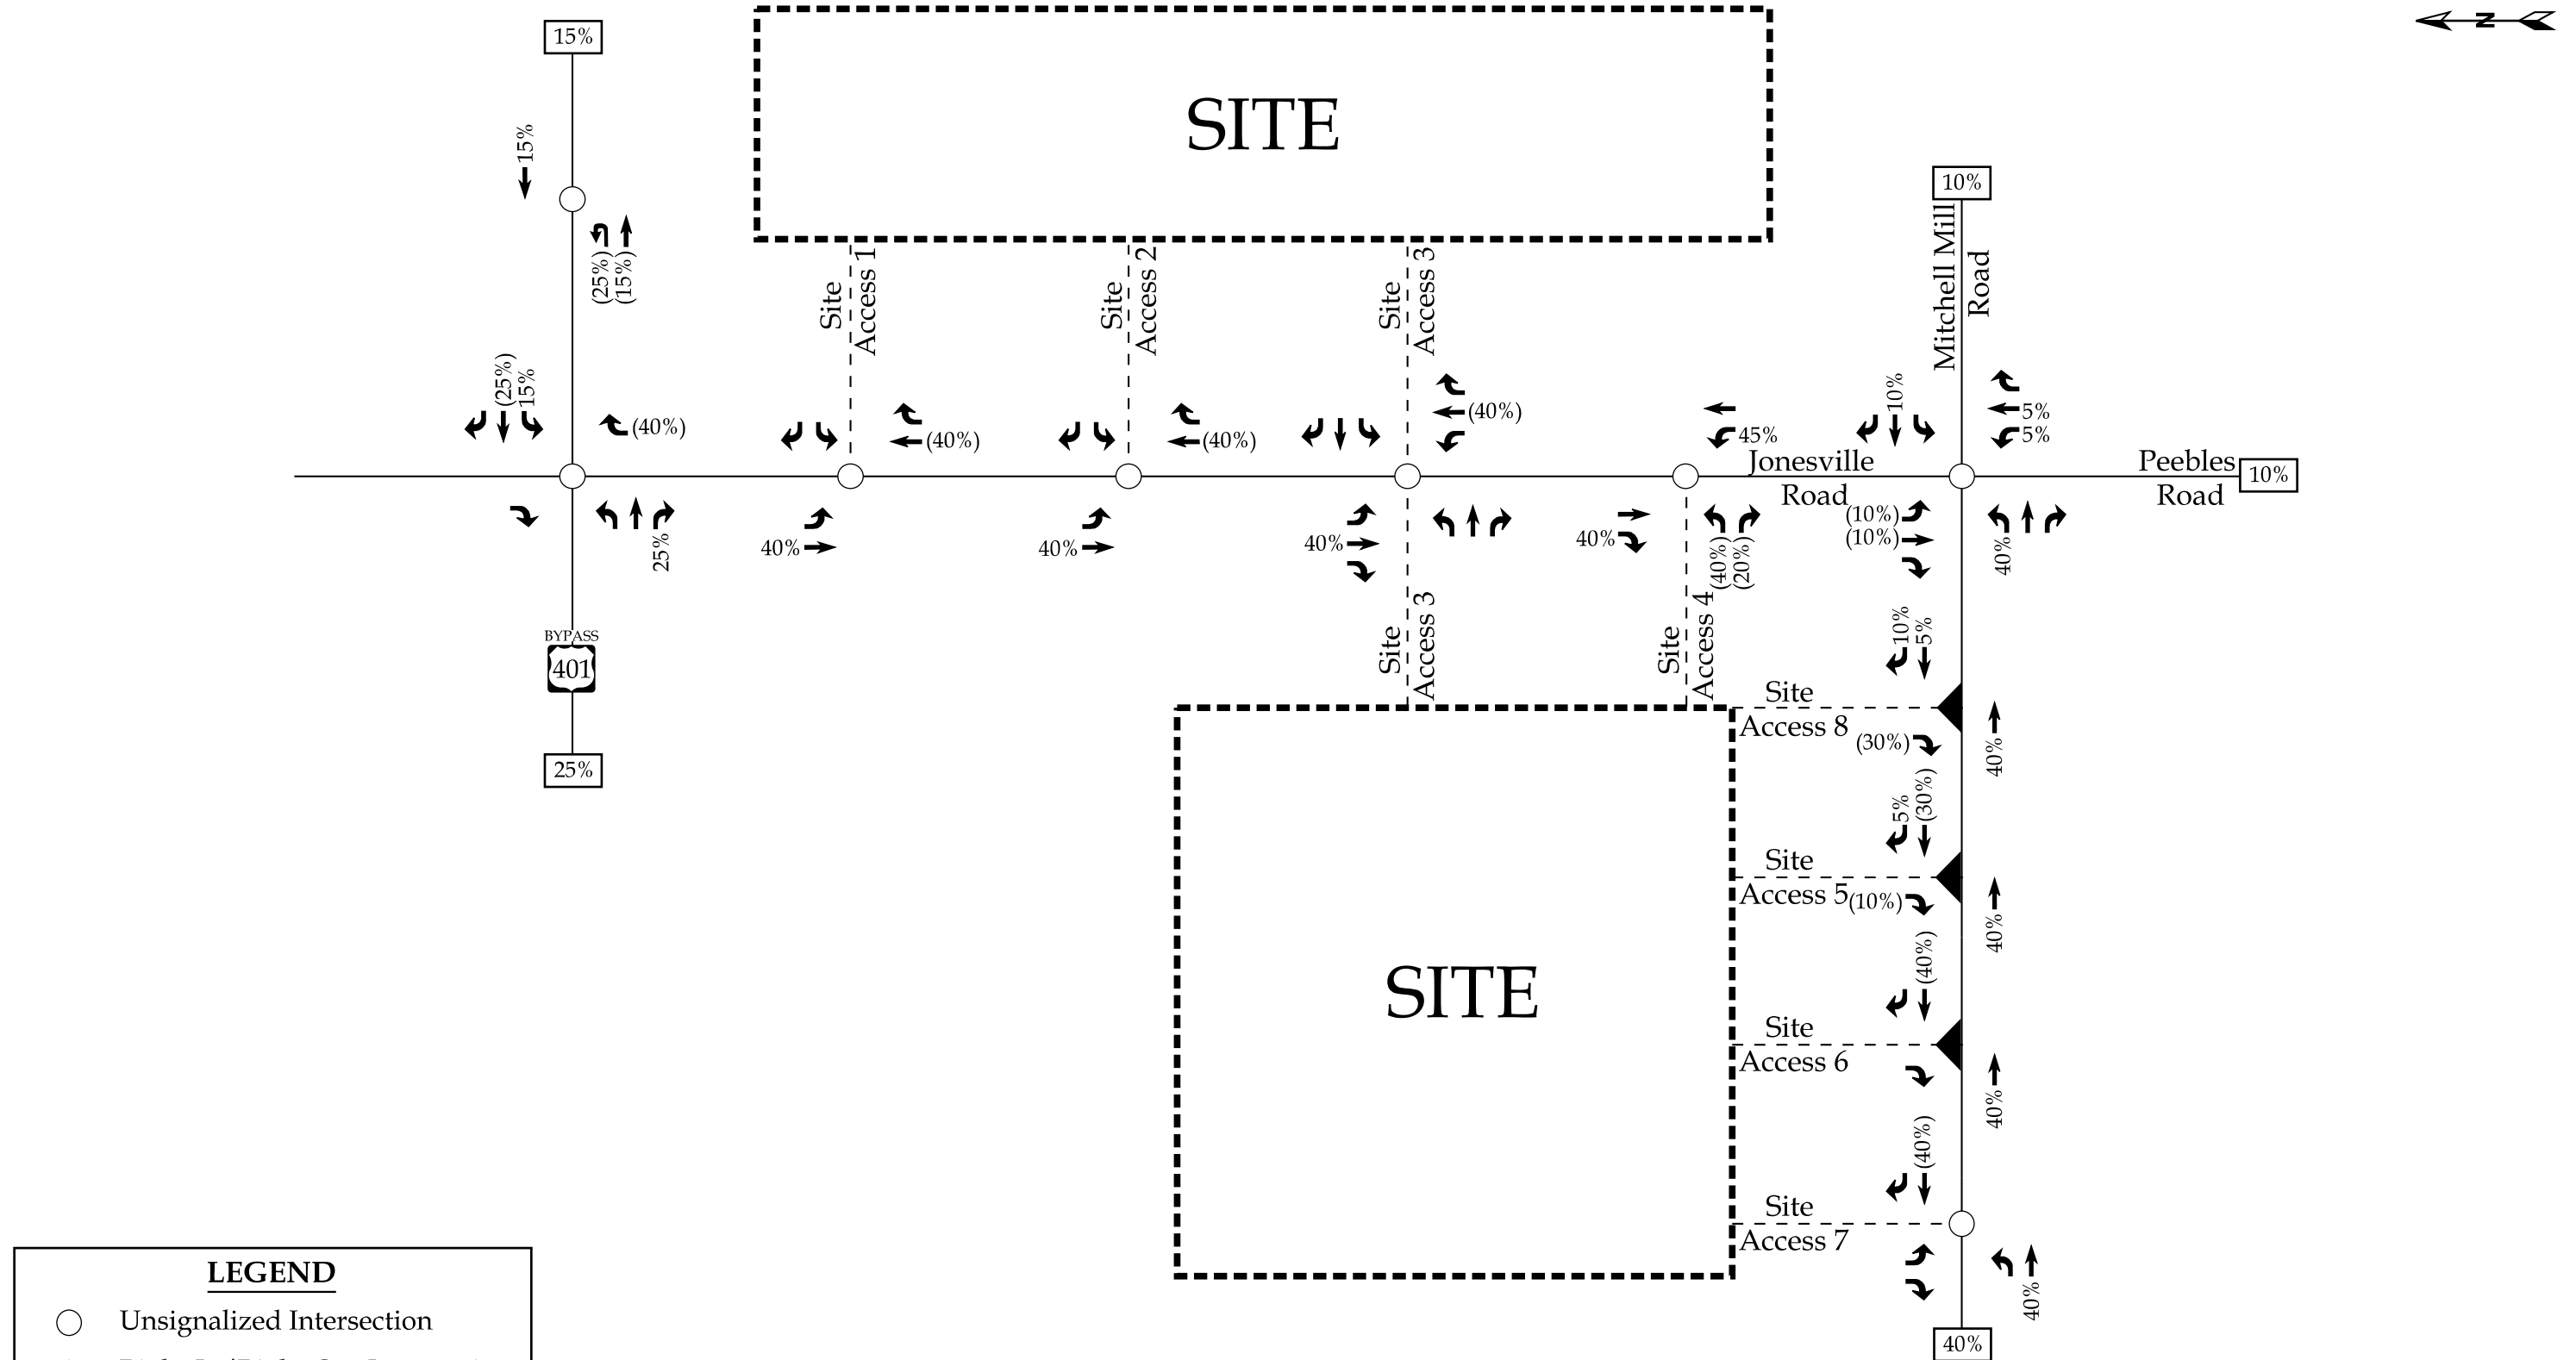 15%
N
SITE
10%
15%
Mitchell Mill
Road
(25%)
(15%)
Site
Access 1
Site
Access 2
Site
Access 3
(25%)
15%
(40%)
(40%)
(40%)
(40%)
45%
10%
5%
5%
Jonesville
Road
Peebles
Road
10%
25%
40%
40%
40%
40%
(40%)
(20%)
(10%)
(10%)
40%
Site
Access 3
Site
Access 4
10%
5%
BYPASS
401
25%
Site
Access 8
(30%)
40%
5%
(30%)
Site
Access 5
(10%)
40%
SITE
(40%)
Site
Access 6
40%
(40%)
Site
Access 7
40%
40%
LEGEND
Unsignalized Intersection